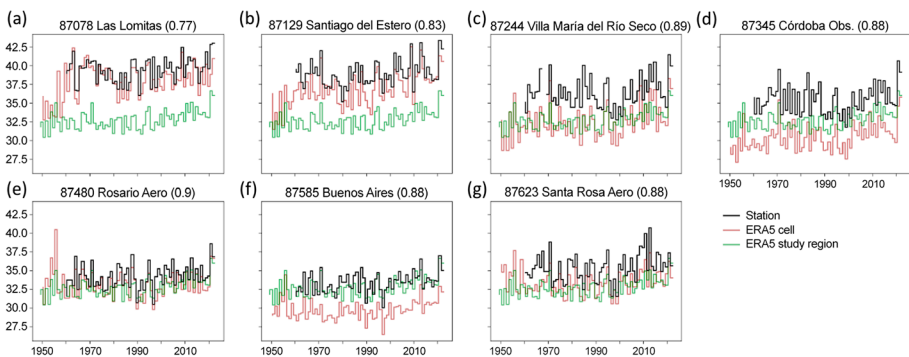 (a) 87078 Las Lomitas (0.77)
(b) 87129 Santiago del Estero (0.83)
(c) 87244 Villa María del Río Seco (0.89)
(d) 87345 Córdoba Obs. (0.88)
42.5
40.0
37.5
35.0
32.5
30.0
27.5
1950 1970 1990 2010
(e) 87480 Rosario Aero (0.9)
(f) 87585 Buenos Aires (0.88)
(g) 87623 Santa Rosa Aero (0.88)
42.5
40.0
37.5
35.0
32.5
30.0
27.5
1950 1970 1990 2010
1950 1970 1990 2010
1950 1970 1990 2010
Station
ERA5 cell
ERA5 study region